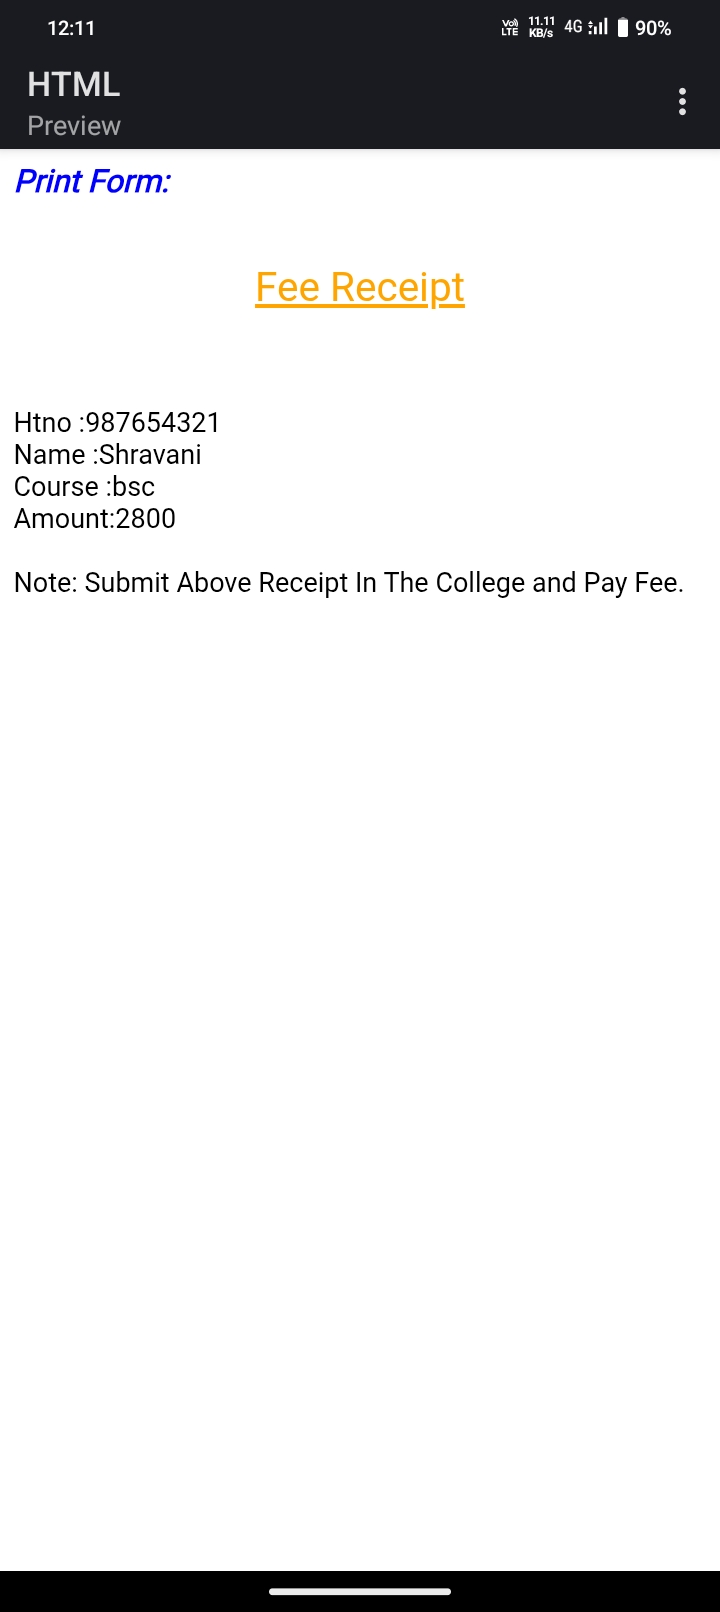 12:11
Vo) LTE 11.11 KB/s 4G 90%
HTML
Preview
Print Form:
Fee Receipt
Htno :987654321
Name :Shravani
Course :bsc
Amount:2800
Note: Submit Above Receipt In The College and Pay Fee.